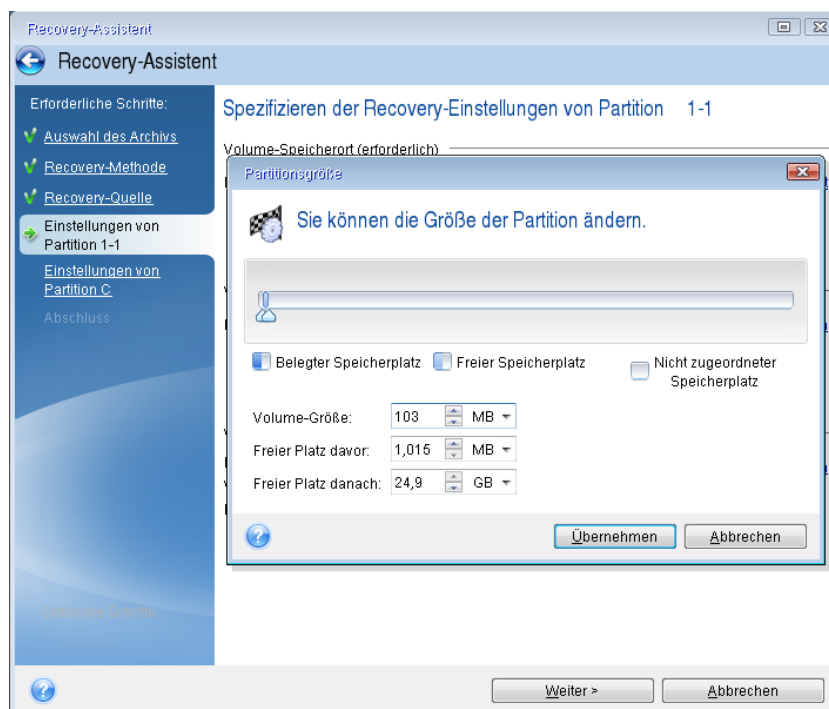 Recovery-Assistent
Recovery-Assistent
Erforderliche Schritte:
Auswahl des Archivs
Recovery-Methode
Recovery-Quelle
Einstellungen von
Partition 1-1
Einstellungen von
Partition C
Abschluss
Spezifizieren der Recovery-Einstellungen von Partition 1-1
Volume-Speicherort (erforderlich)
Partitionsgröße
Sie können die Größe der Partition ändern.
Belegter Speicherplatz
Freier Speicherplatz
Nicht zugeordneter
Speicherplatz
Volume-Größe: 103 MB
Freier Platz davor: 1,015 MB
Freier Platz danach: 24,9 GB
Übernehmen
Abbrechen
Weiter >
Abbrechen